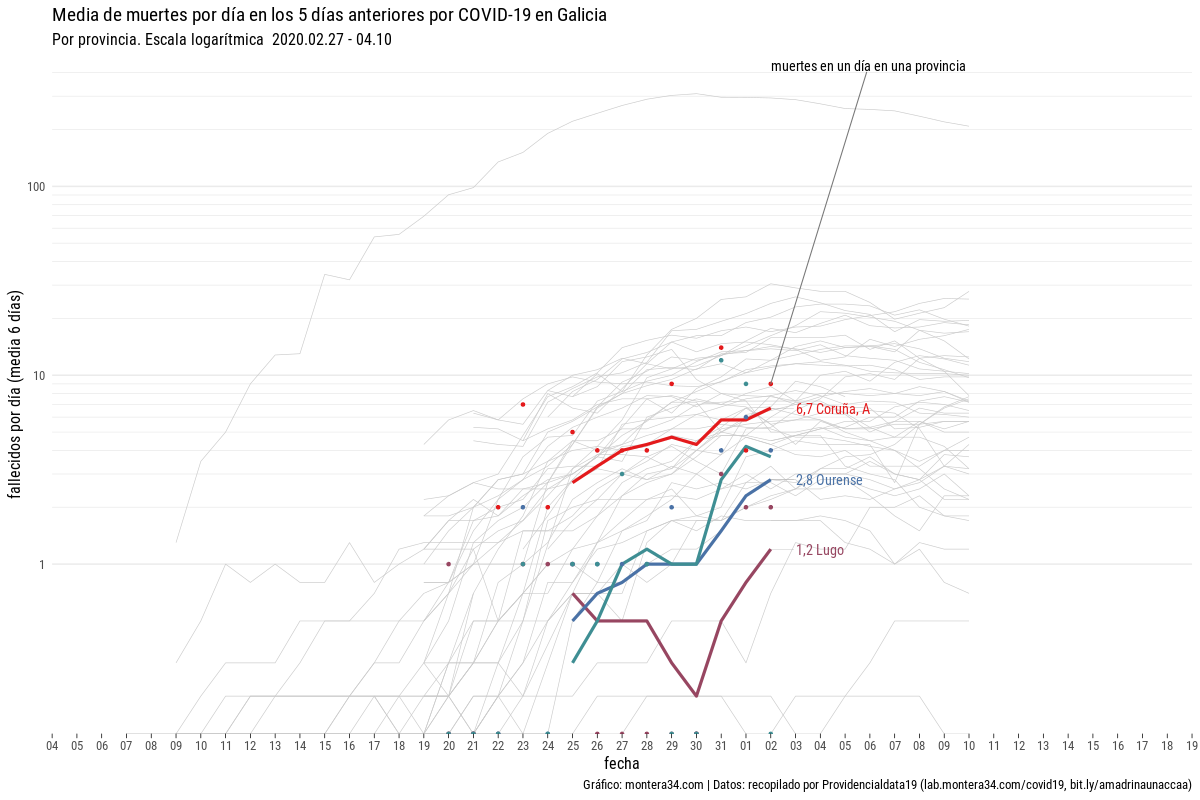 Media de muertes por día en los 5 días anteriores por COVID-19 en Galicia
Por provincia. Escala logarítmica 2020.02.27 - 04.10
muertes en un día en una provincia
fallecidos por día (media 6 días)
100
10
1
6,7 Coruña, A
2,8 Ourense
1,2 Lugo
04 05 06 07 08 09 10 11 12 13 14 15 16 17 18 19 20 21 22 23 24 25 26 27 28 29 30 31 01 02 03 04 05 06 07 08 09 10 11 12 13 14 15 16 17 18 19
fecha
Gráfico: montera34.com | Datos: recopilado por Providencialdata19 (lab.montera34.com/covid19, bit.ly/amadrinaunaccaa)